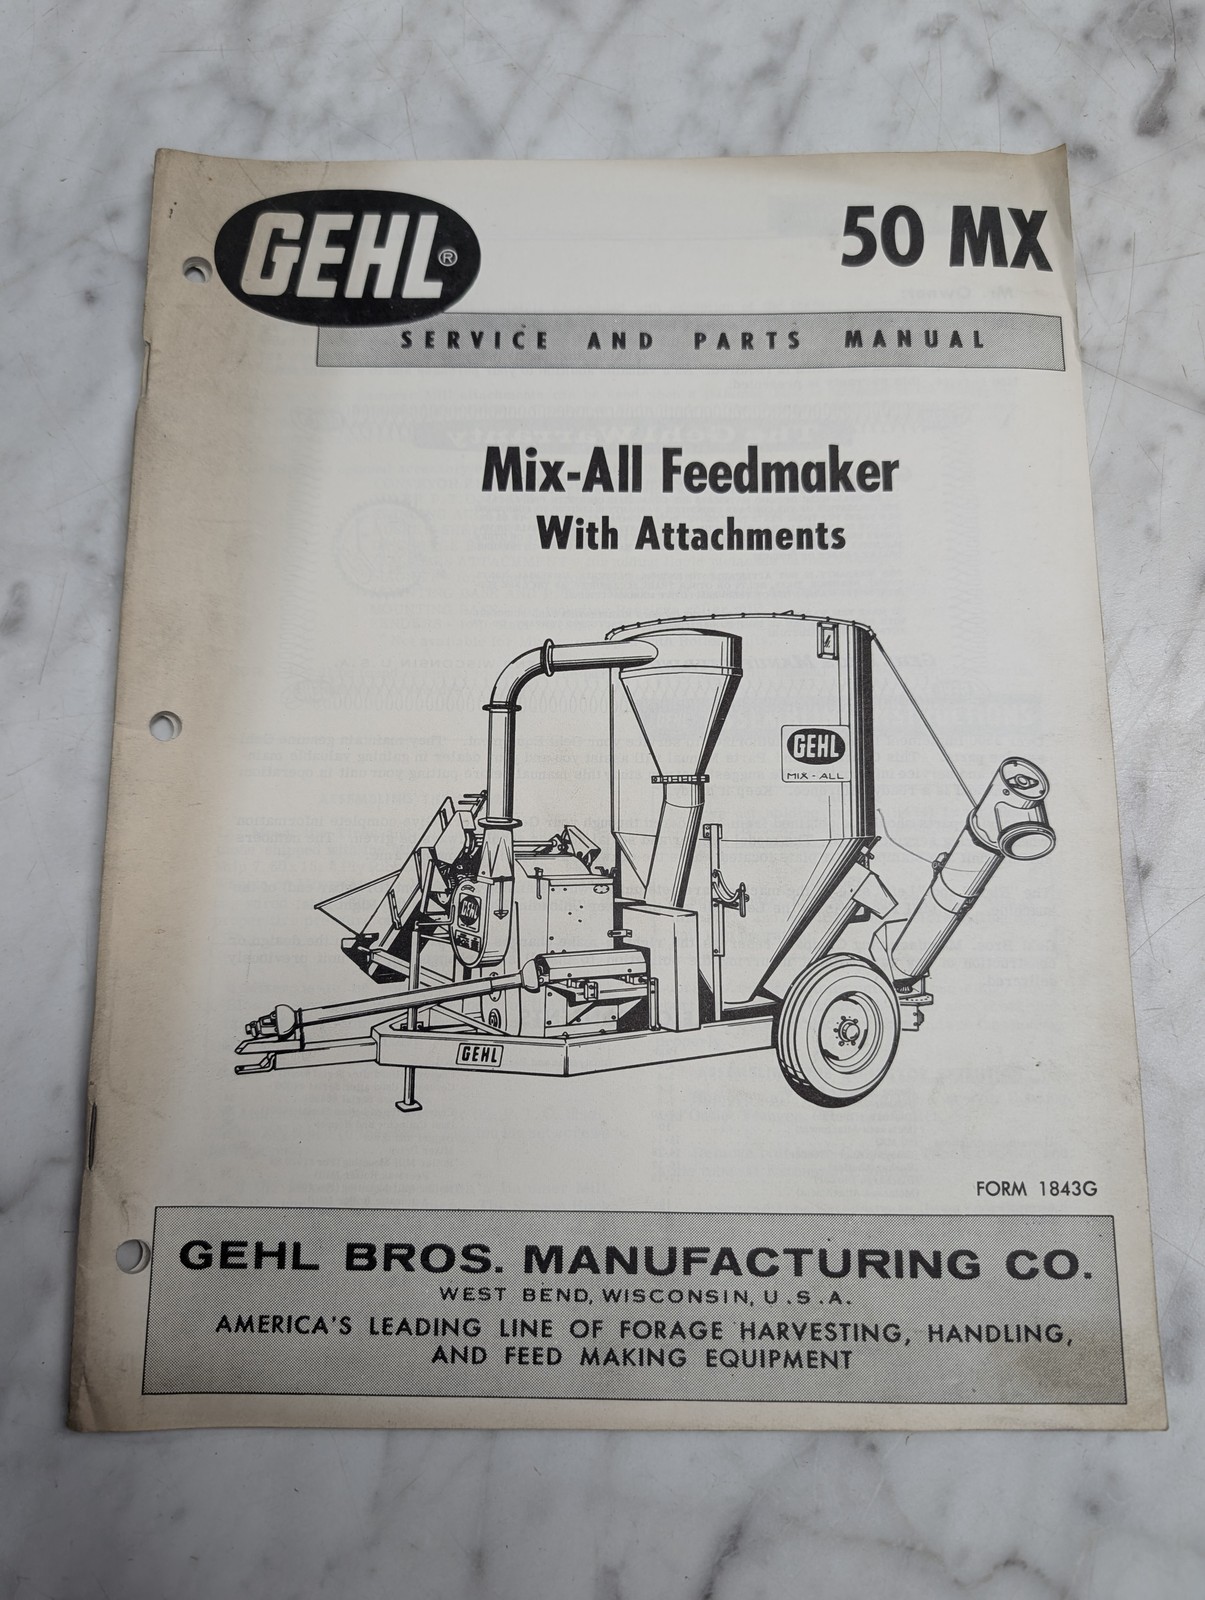 GEHL®
50 MX
SERVICE AND PARTS MANUAL
Mix-All Feedmaker
With Attachments
GEHL
MIX-ALL
GEHL
GEHL
FORM 1843G
GEHL BROS. MANUFACTURING CO.
WEST BEND, WISCONSIN, U.S.A.
AMERICA'S LEADING LINE OF FORAGE HARVESTING, HANDLING,
AND FEED MAKING EQUIPMENT